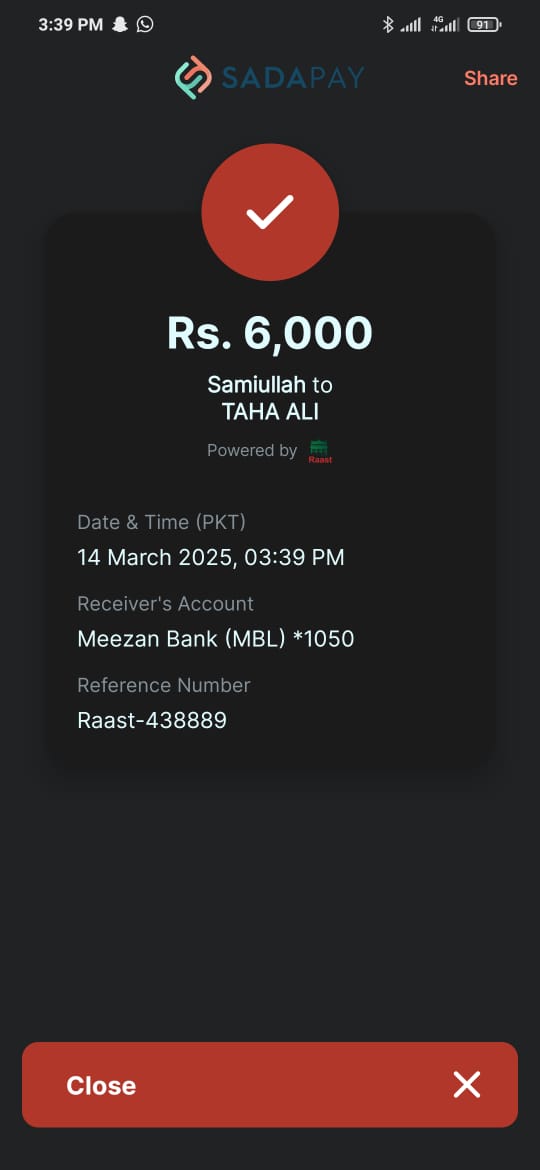 3:39 PM
4G
91
SADAPAY
Share
Rs. 6,000
Samiullah to
TAHA ALI
Powered by Raast
Date & Time (PKT)
14 March 2025, 03:39 PM
Receiver's Account
Meezan Bank (MBL) *1050
Reference Number
Raast-438889
Close